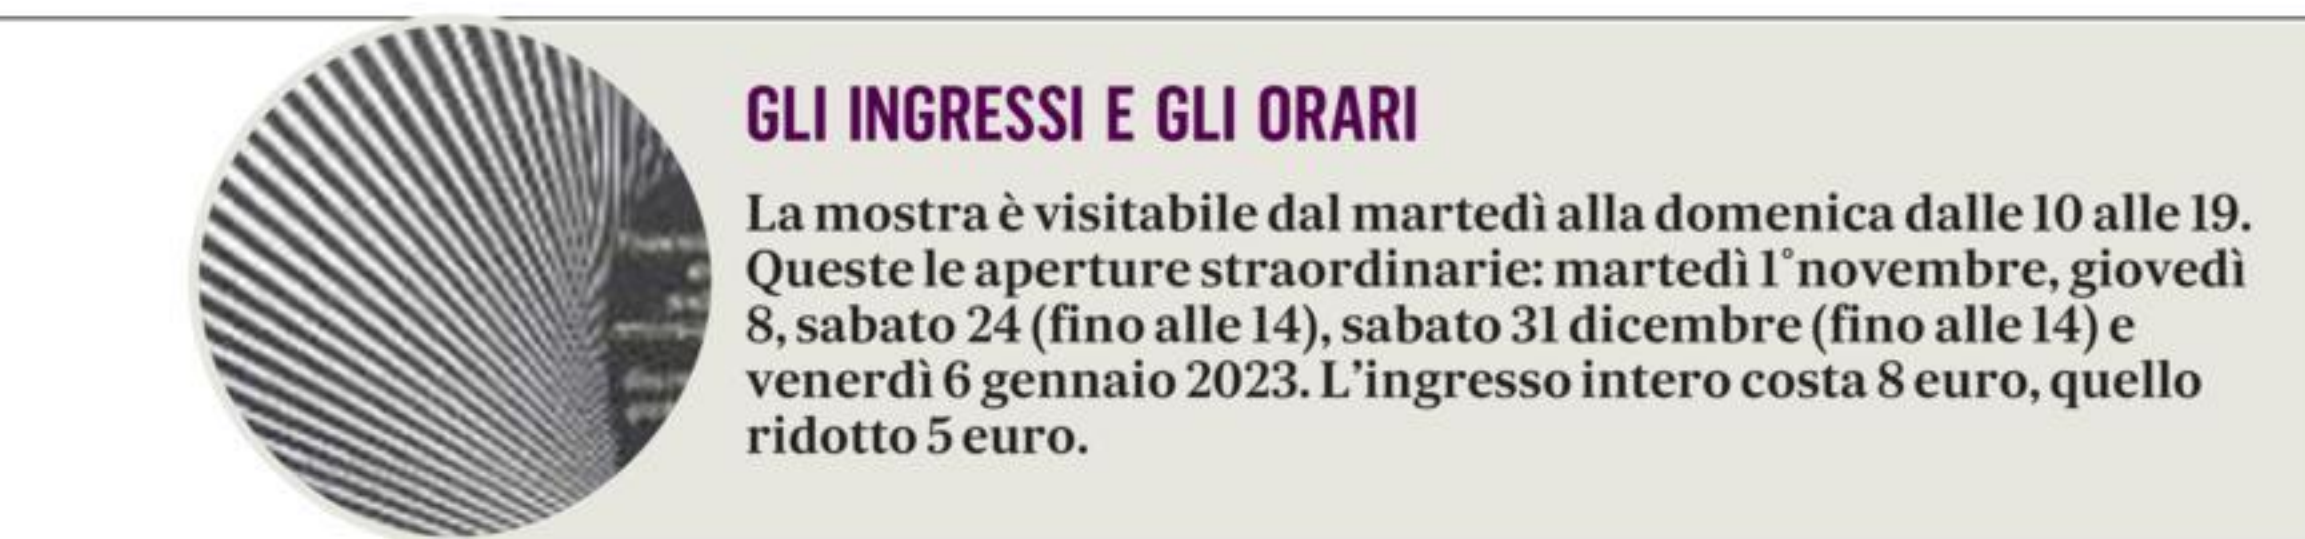 GLI INGRESSI E GLI ORARI
La mostra è visitabile dal martedì alla domenica dalle 10 alle 19.
Queste le aperture straordinarie: martedì 1° novembre, giovedì
8, sabato 24 (fino alle 14), sabato 31 dicembre (fino alle 14) e
venerdì 6 gennaio 2023. L'ingresso intero costa 8 euro, quello
ridotto 5 euro.